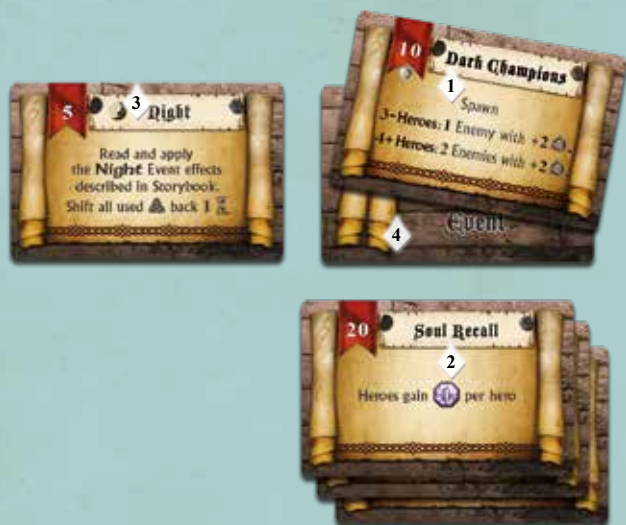 10
Dark Champions
1
Spawn
3+Heroes: 1 Enemy with +2
4+Heroes: 2 Enemies with +2
5
3
Night
Read and apply
the Night Event effects
described in Storybook.
Shift all used back 1
4
Event
20
Soul Recall
2
Heroes gain per hero